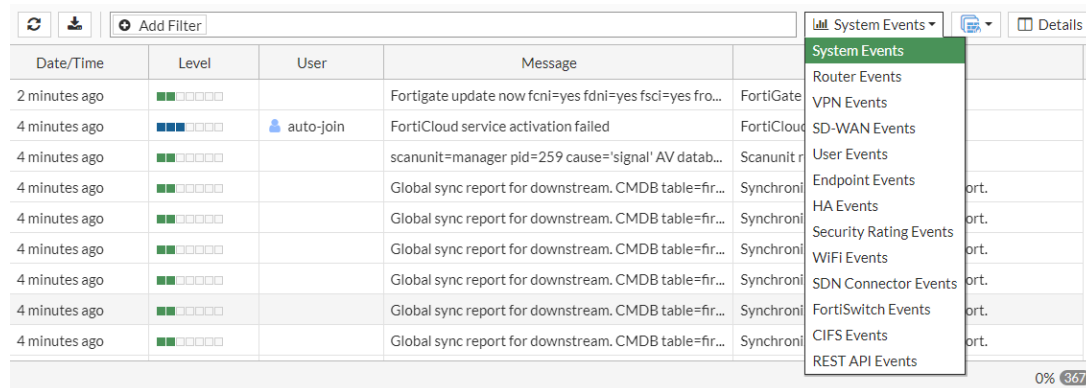 Add Filter System Events Details
Date/Time Level User Message
System Events
Router Events
VPN Events
SD-WAN Events
User Events
Endpoint Events
HA Events
Security Rating Events
WiFi Events
SDN Connector Events
FortiSwitch Events
CIFS Events
REST API Events
2 minutes ago Fortigate update now fcni=yes fdni=yes fsci=yes fro... FortiGate
4 minutes ago auto-join FortiCloud service activation failed FortiCloud
4 minutes ago scanunit=manager pid=259 cause='signal' AV datab... Scanunit r
4 minutes ago Global sync report for downstream. CMDB table=fir... Synchroni ort.
4 minutes ago Global sync report for downstream. CMDB table=fir... Synchroni ort.
4 minutes ago Global sync report for downstream. CMDB table=fir... Synchroni ort.
4 minutes ago Global sync report for downstream. CMDB table=fir... Synchroni ort.
4 minutes ago Global sync report for downstream. CMDB table=fir... Synchroni ort.
4 minutes ago Global sync report for downstream. CMDB table=fir... Synchroni ort.
0% 367